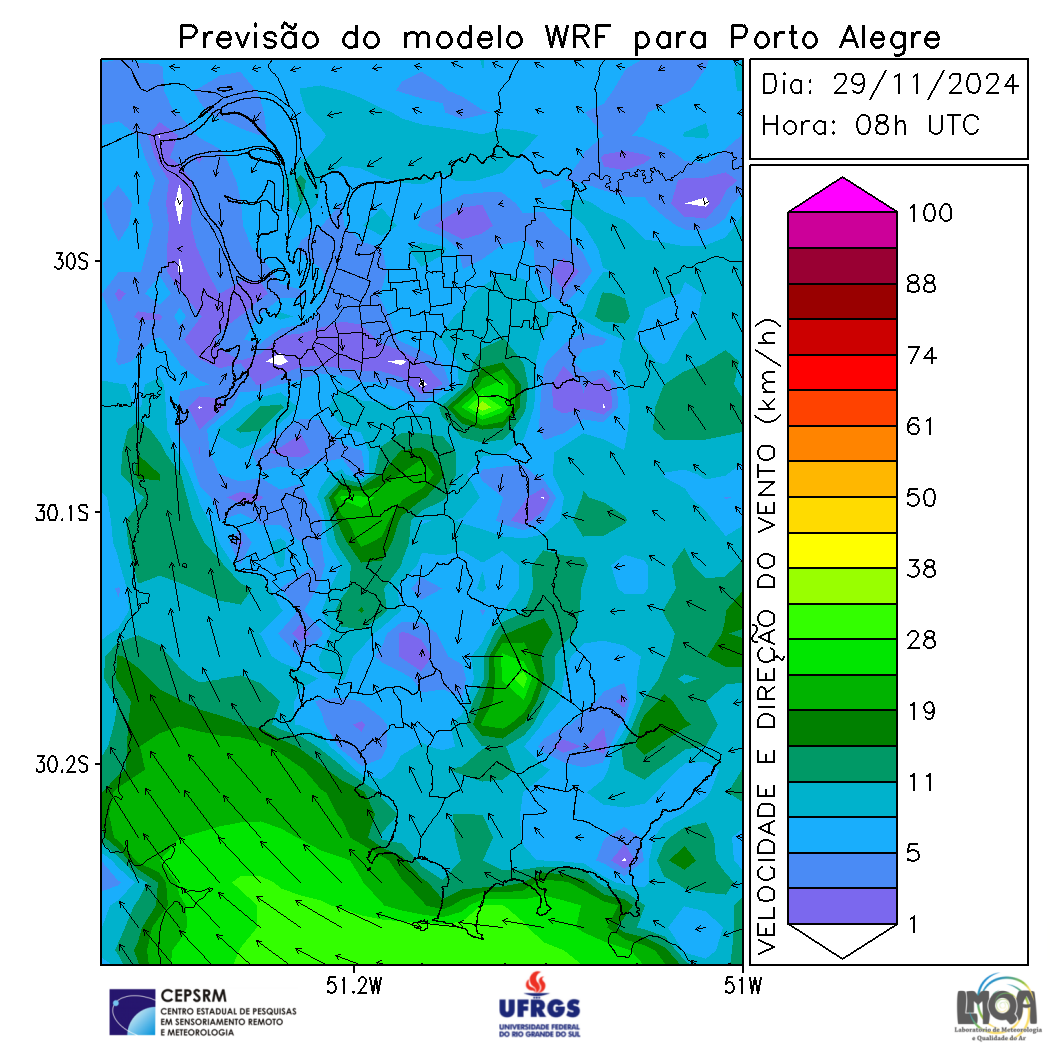 Previsão do modelo WRF para Porto Alegre
Dia: 29/11/2024
Hora: 08h UTC
100
88
74
61
50
38
28
19
11
5
1
VELOCIDADE E DIREÇÃO DO VENTO (km/h)
30S
30.1S
30.2S
51.2W
51W
CEPSRM
CENTRO ESTADUAL DE PESQUISAS
EM SENSORIAMENTO REMOTO
E METEOROLOGIA
UFRGS
UNIVERSIDADE FEDERAL
DO RIO GRANDE DO SUL
LMQA
Laboratório de Meteorologia
e Qualidade do Ar